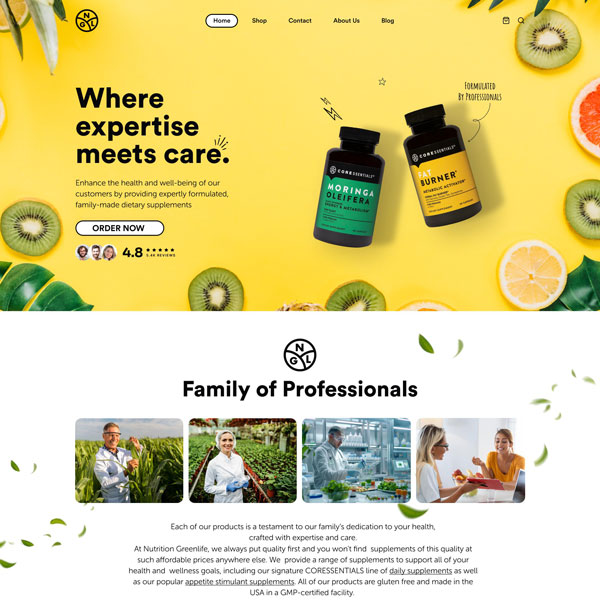 NGL
Home
Shop
Contact
About Us
Blog
Where
expertise
meets care.
Formulated
By Professionals
CORESSENTIALS
MORINGA
OLEIFERA
CORESSENTIALS
FAT
BURNER
METABOLIC ACTIVATER
Enhance the health and well-being of our
customers by providing expertly formulated,
family-made dietary supplements
ORDER NOW
4.8 ★★★★★
5.4K REVIEWS
NGL
Family of Professionals
Each of our products is a testament to our family's dedication to your health,
crafted with expertise and care.
At Nutrition Greenlife, we always put quality first and you won't find supplements of this quality at
such affordable prices anywhere else. We provide a range of supplements to support all of your
health and wellness goals, including our signature CORESSENTIALS line of daily supplements as well
as our popular appetite stimulant supplements. All of our products are gluten free and made in the
USA in a GMP-certified facility.